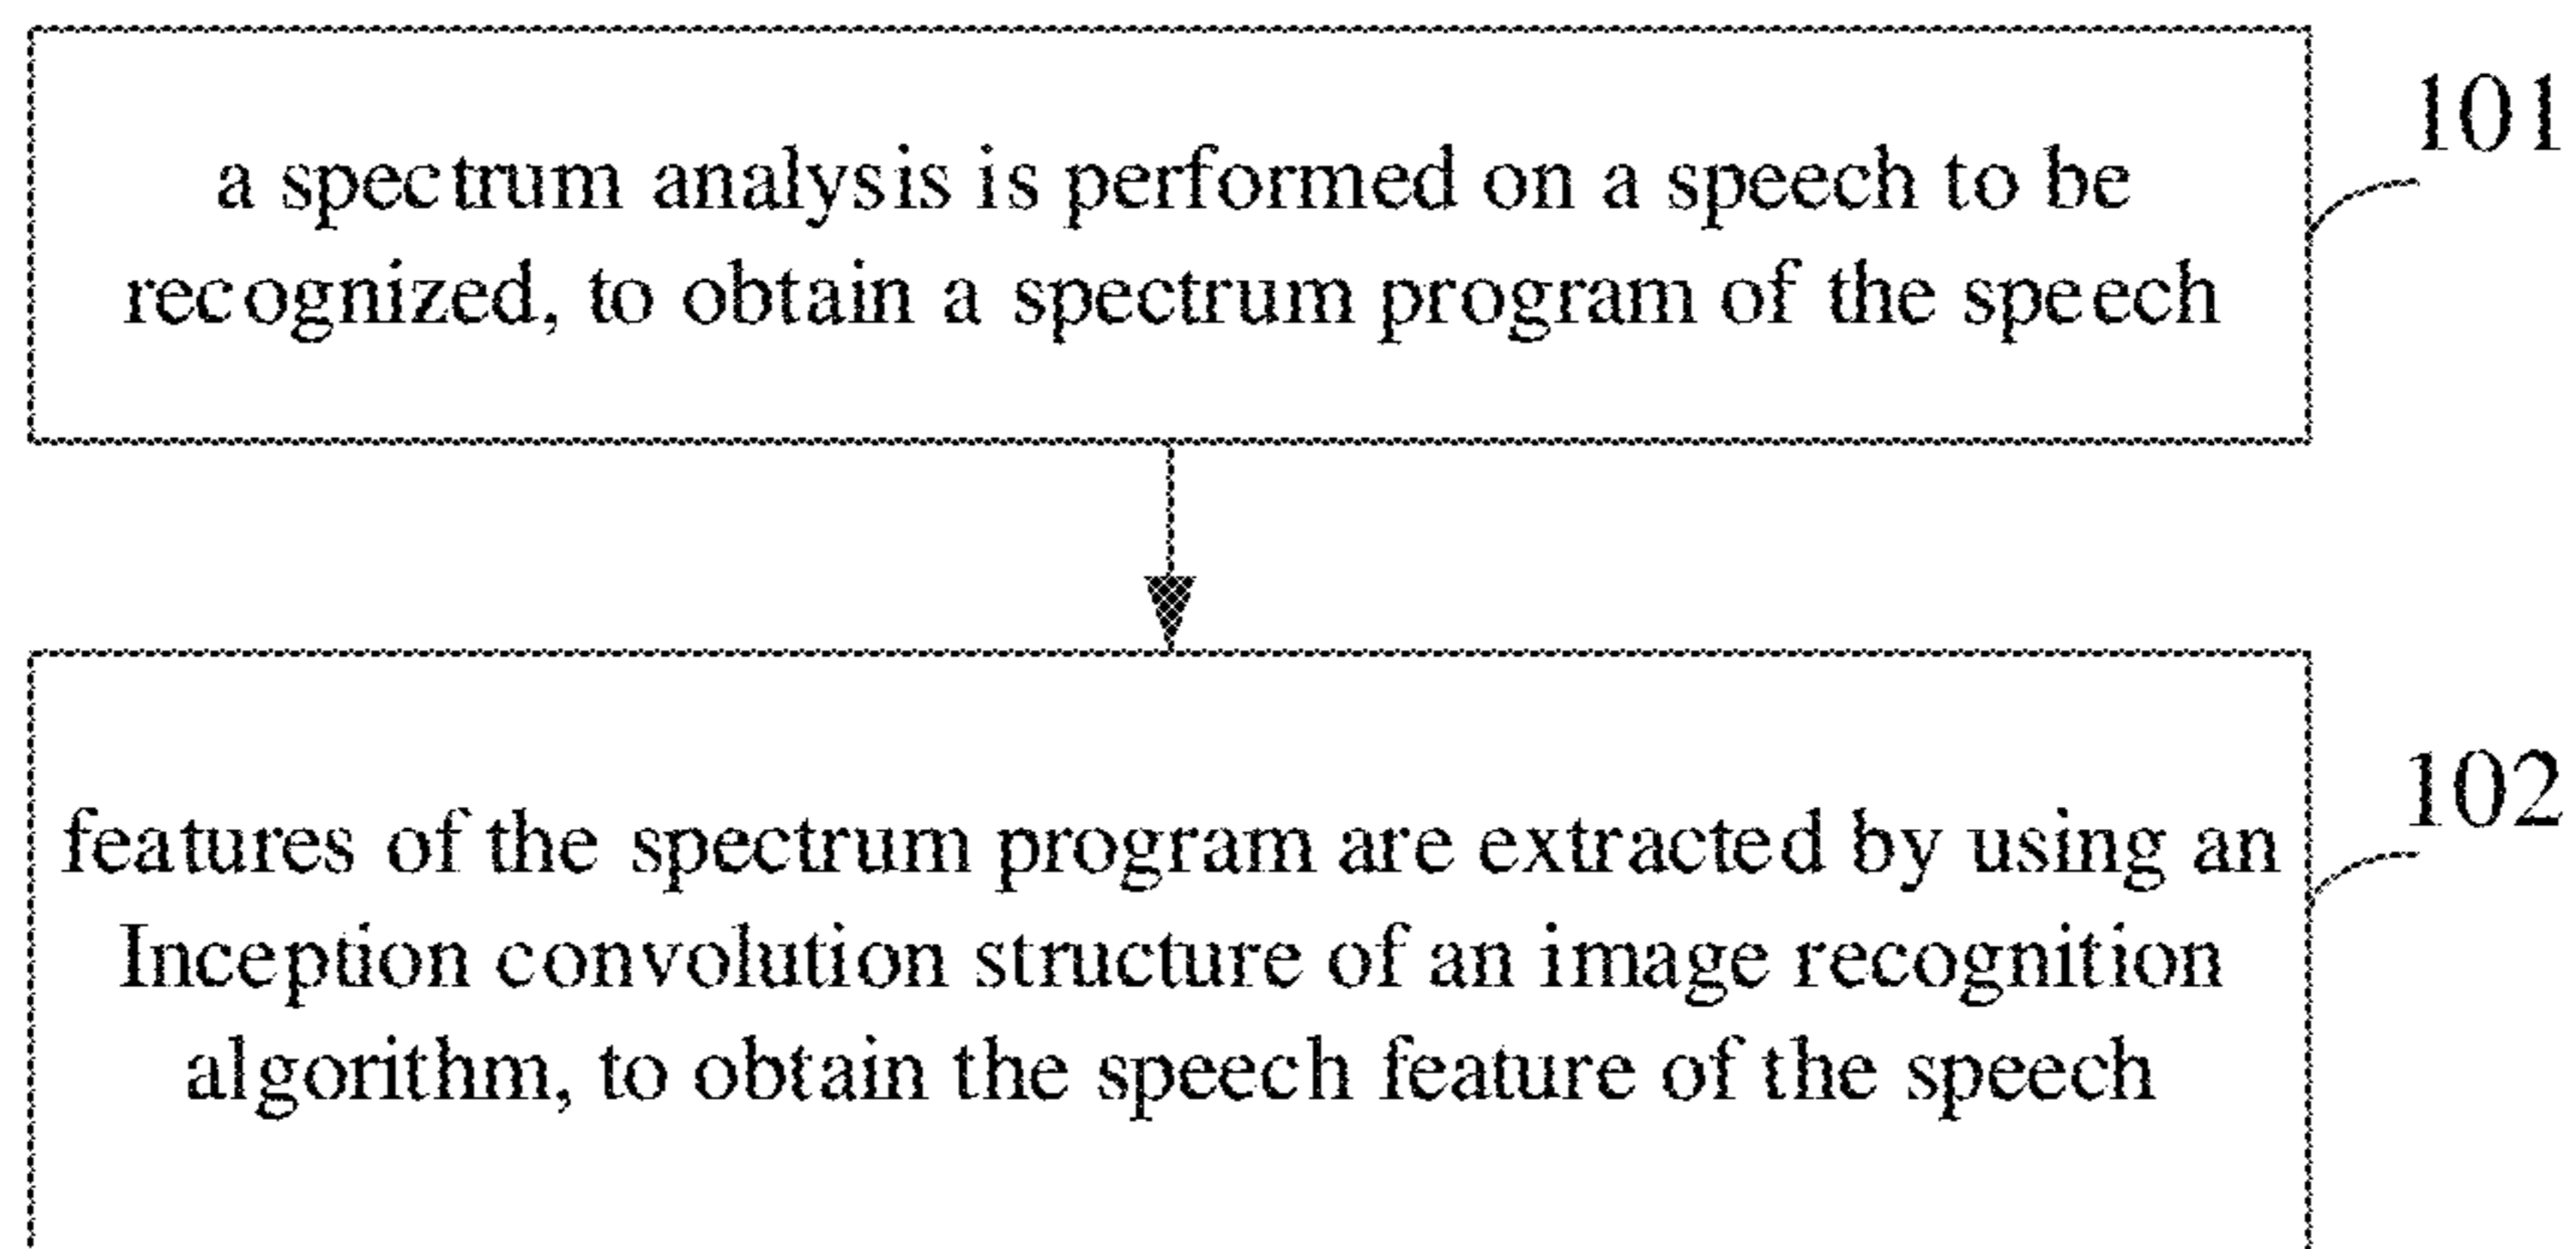 101
a spectrum analysis is performed on a speech to be
recognized, to obtain a spectrum program of the speech
102
features of the spectrum program are extracted by using an
Inception convolution structure of an image recognition
algorithm, to obtain the speech feature of the speech